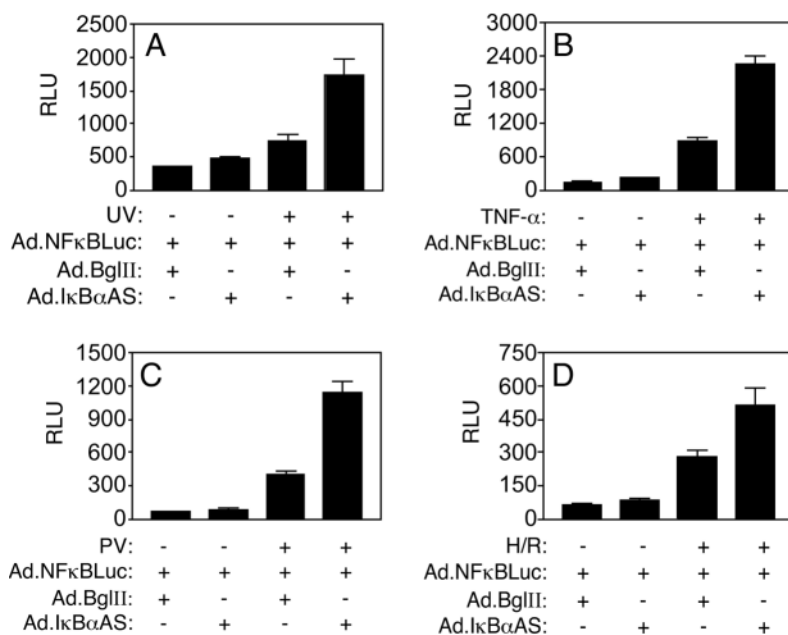 A
RLU
2500
2000
1500
1000
500
0
UV: - - + +
Ad.NFκBLuc: + + + +
Ad.BglII: + - + -
Ad.IκBαAS: - + - +
B
RLU
3000
2400
1800
1200
600
0
TNF-α: - - + +
Ad.NFκBLuc: + + + +
Ad.BglII: + - + -
Ad.IκBαAS: - + - +
C
RLU
1500
1200
900
600
300
0
PV: - - + +
Ad.NFκBLuc: + + + +
Ad.BglII: + - + -
Ad.IκBαAS: - + - +
D
RLU
750
600
450
300
150
0
H/R: - - + +
Ad.NFκBLuc: + + + +
Ad.BglII: + - + -
Ad.IκBαAS: - + - +